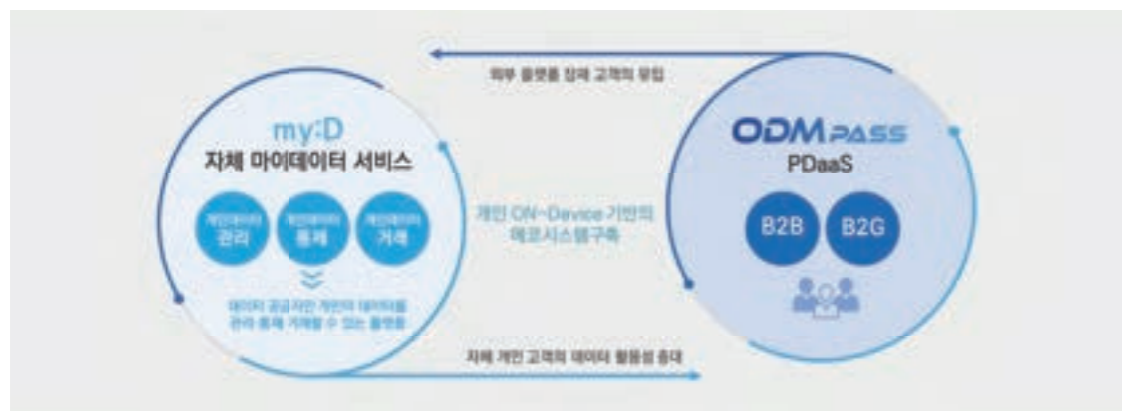 외부 플랫폼 잠재 고객의 유입
my:D
자체 마이데이터 서비스
개인데이터
관리
개인데이터
통제
개인데이터
거래
데이터 공급자인 개인의 데이터를
관리 통제 거래할 수 있는 플랫폼
개인 ON-Device 기반의
에코시스템구축
ODM PASS
PDaaS
B2B
B2G
자체 개인 고객의 데이터 활용성 증대